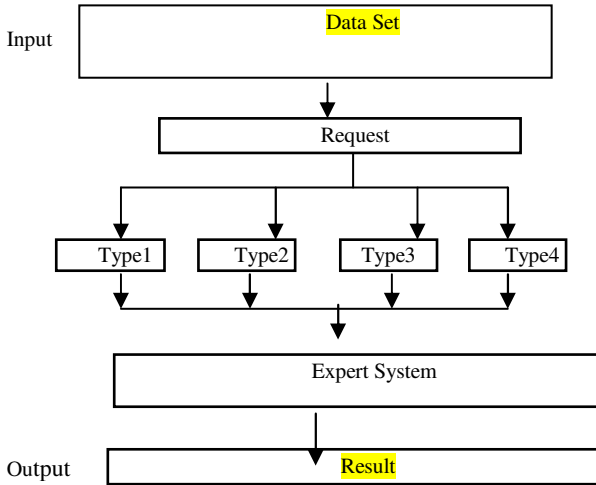 Data Set
Input
Request
Type1 Type2 Type3 Type4
Expert System
Result
Output